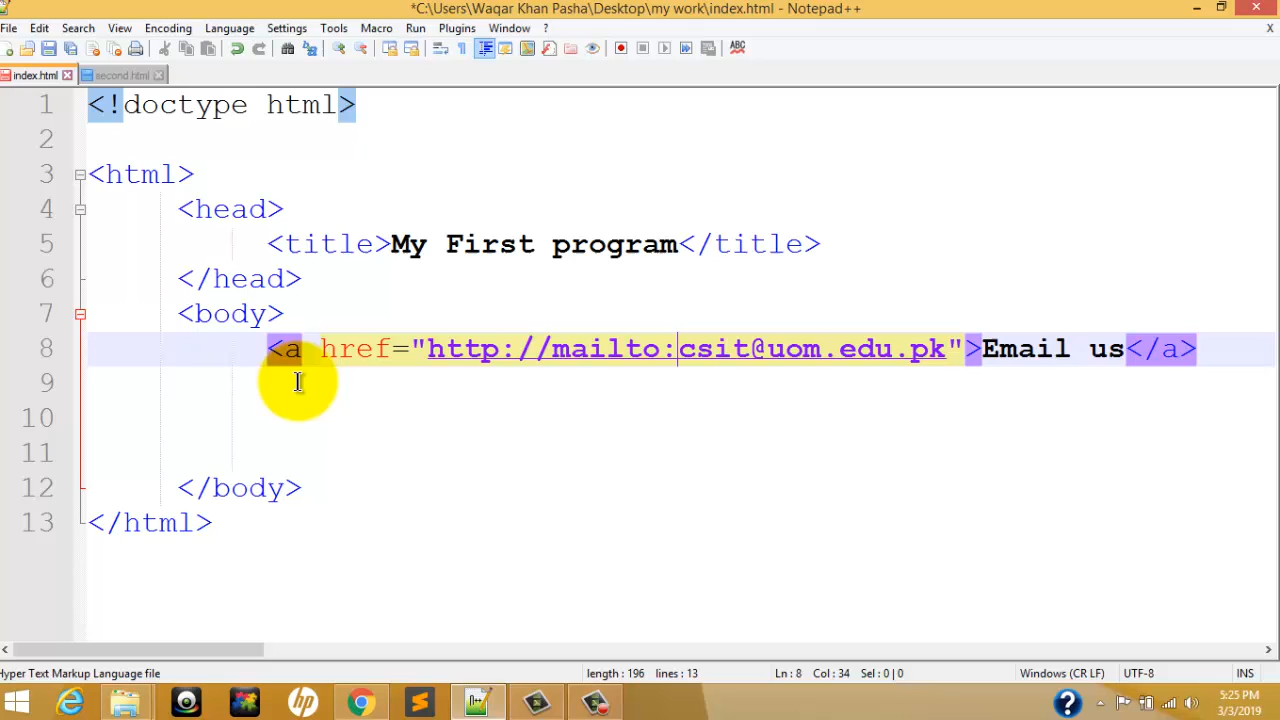 *C:\Users\Waqar Khan Pasha\Desktop\my work\index.html - Notepad++
File Edit Search View Encoding Language Settings Tools Macro Run Plugins Window ? X
index.html second.html
1 <!doctype html>
2
3 <html>
4 <head>
5 <title>My First program</title>
6 </head>
7 <body>
8 <a href="http://mailto:csit@uom.edu.pk">Email us</a>
9
10
11
12 </body>
13 </html>
Hyper Text Markup Language file length : 196 lines : 13 Ln : 8 Col : 34 Sel : 0 | 0 Windows (CR LF) UTF-8 INS
5:25 PM
3/3/2019